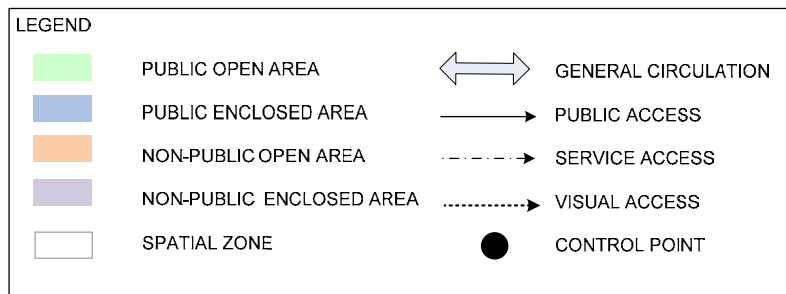 LEGEND
PUBLIC OPEN AREA
PUBLIC ENCLOSED AREA
NON-PUBLIC OPEN AREA
NON-PUBLIC ENCLOSED AREA
SPATIAL ZONE
GENERAL CIRCULATION
PUBLIC ACCESS
SERVICE ACCESS
VISUAL ACCESS
CONTROL POINT